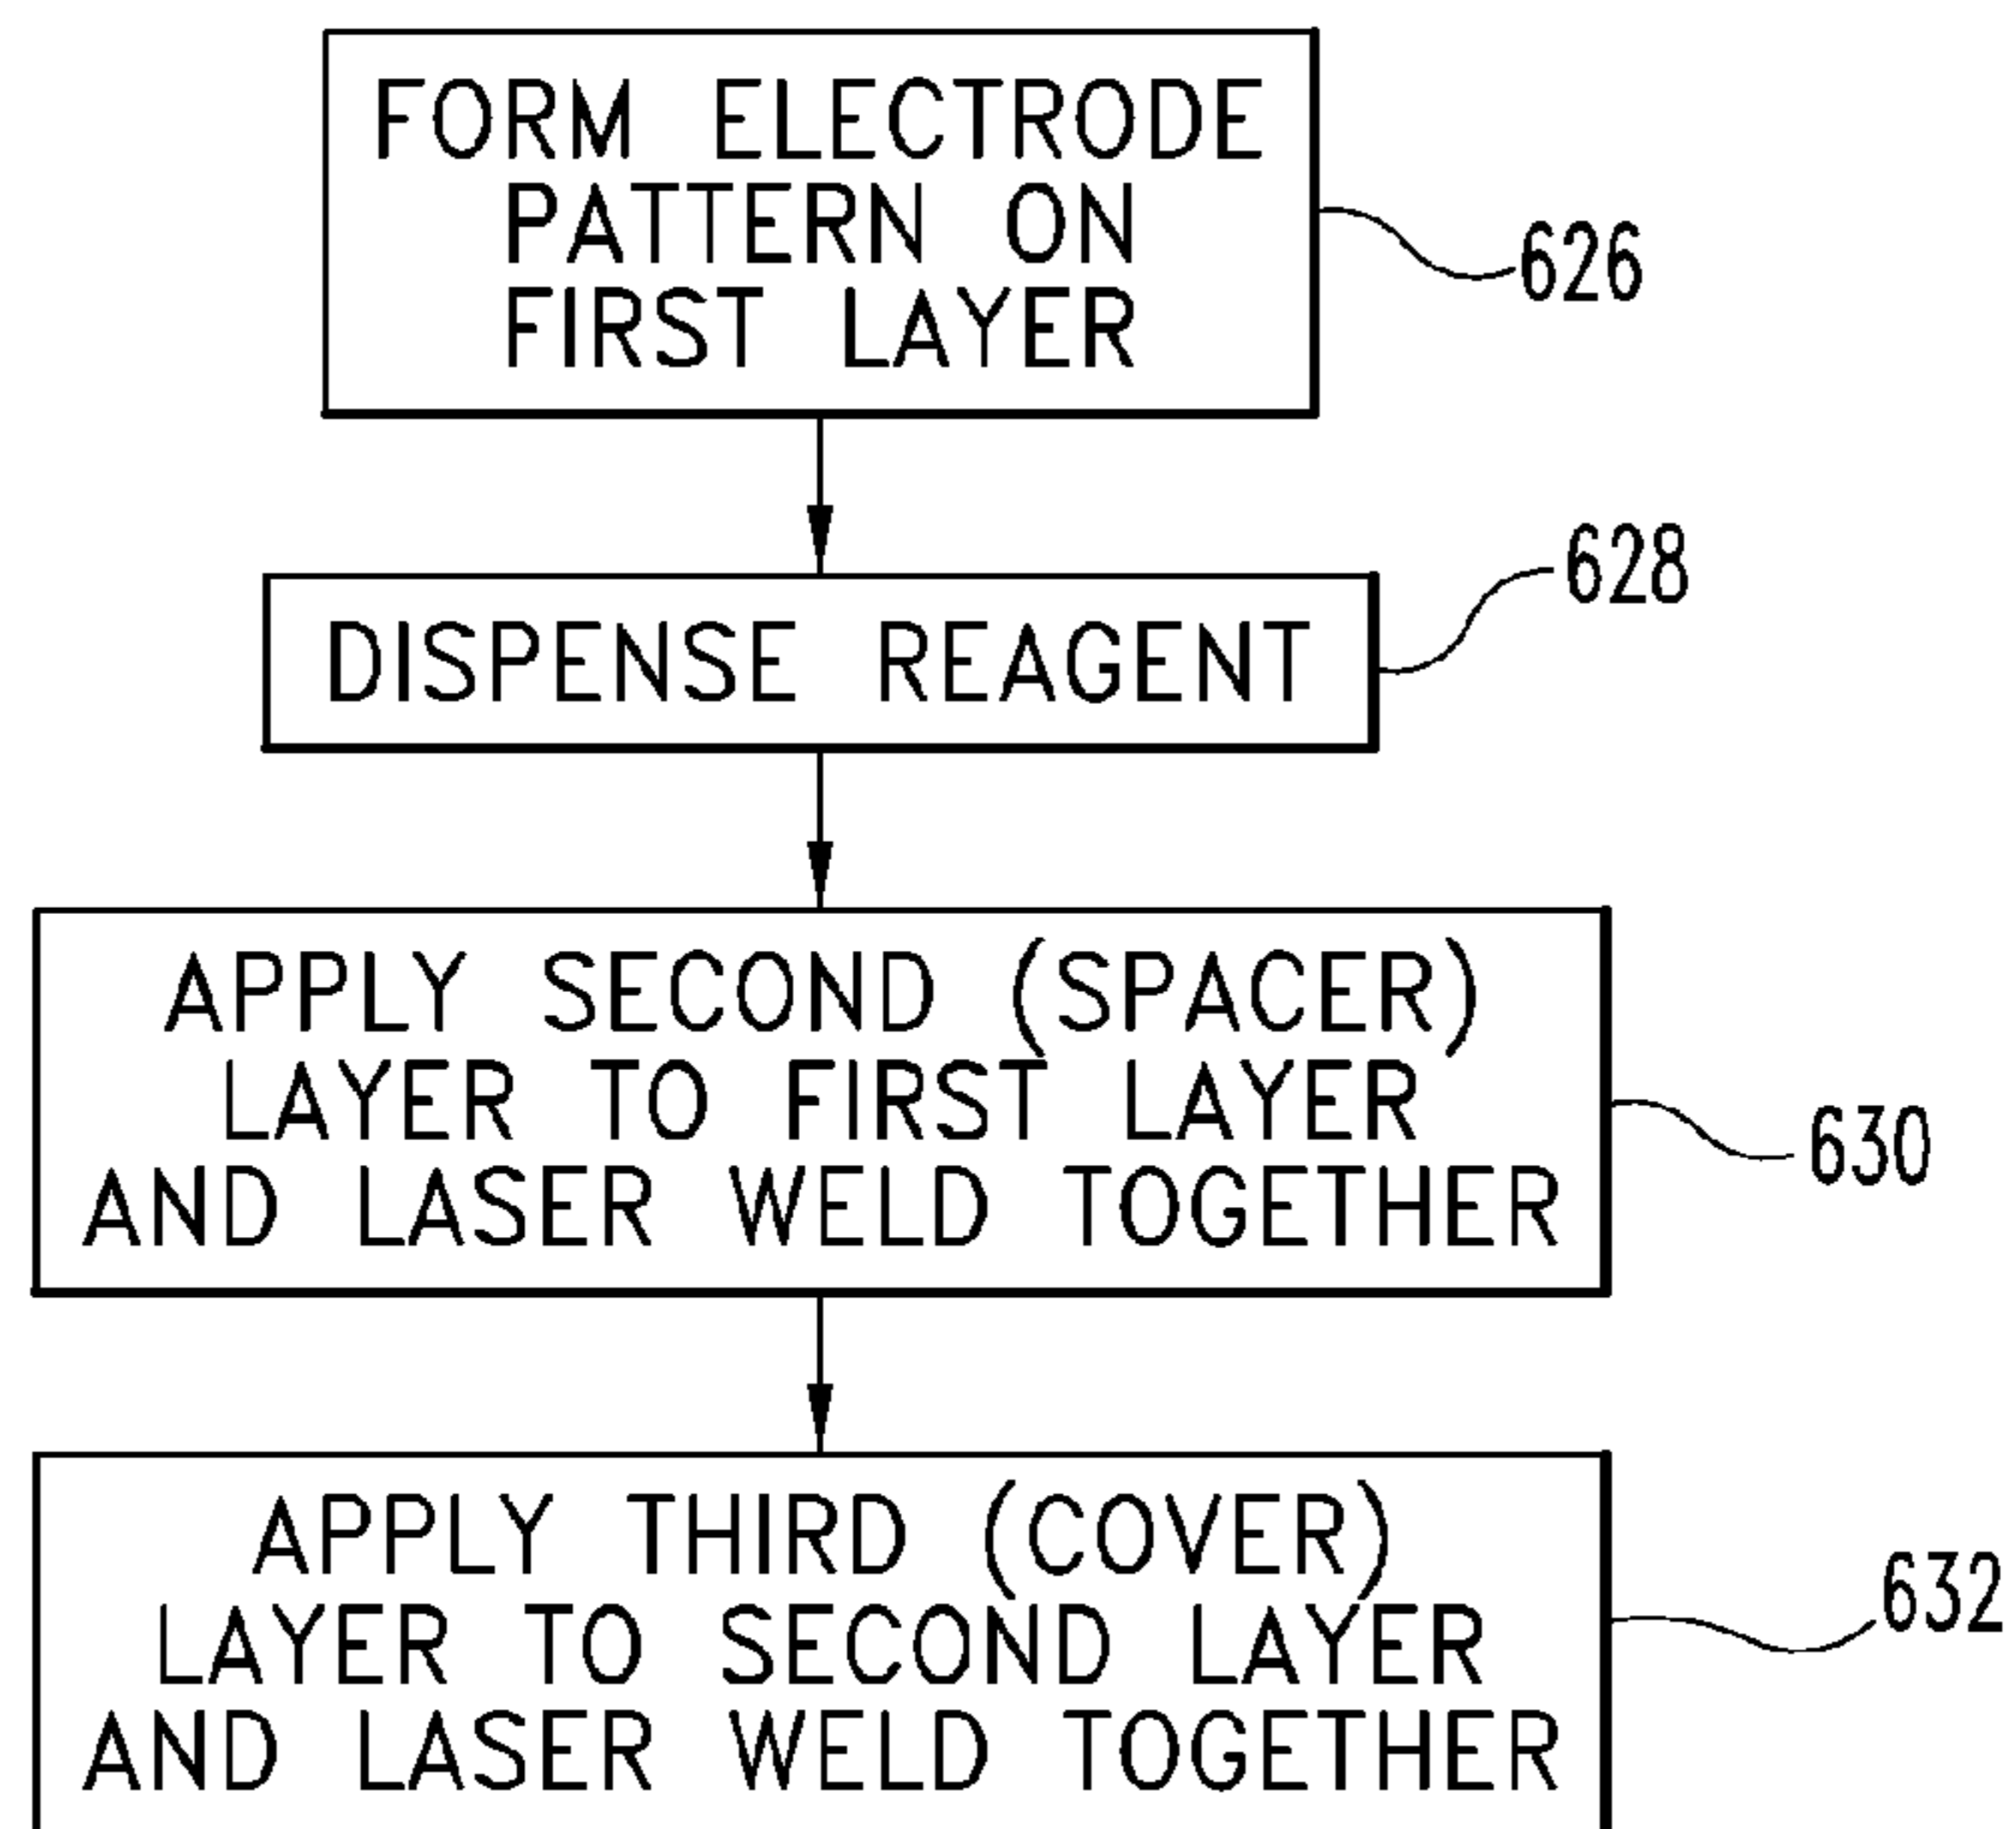 FORM ELECTRODE
PATTERN ON
FIRST LAYER
626
DISPENSE REAGENT
628
APPLY SECOND (SPACER)
LAYER TO FIRST LAYER
AND LASER WELD TOGETHER
630
APPLY THIRD (COVER)
LAYER TO SECOND LAYER
AND LASER WELD TOGETHER
632